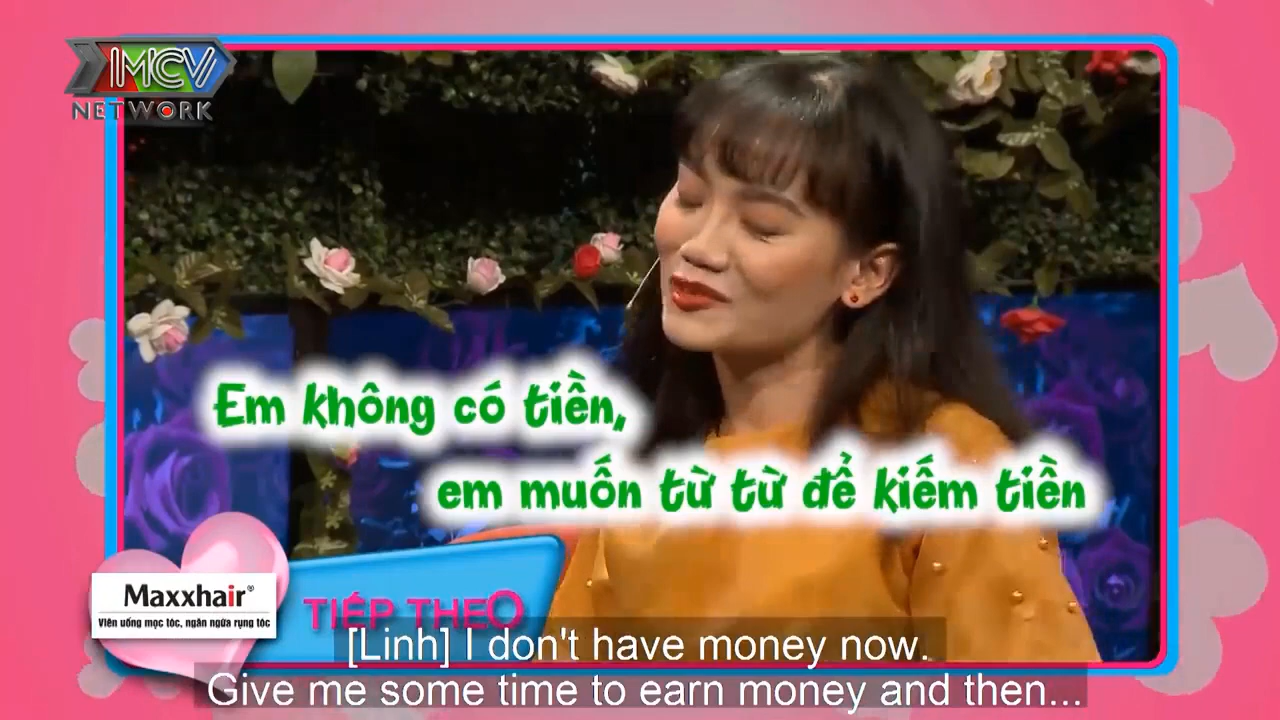 MCV
NETWORK
Em không có tiền,
em muốn từ từ để kiếm tiền
Maxxhair®
Viên uống mọc tóc, ngăn ngừa rụng tóc
TIẾP THEO
[Linh] I don't have money now.
Give me some time to earn money and then...